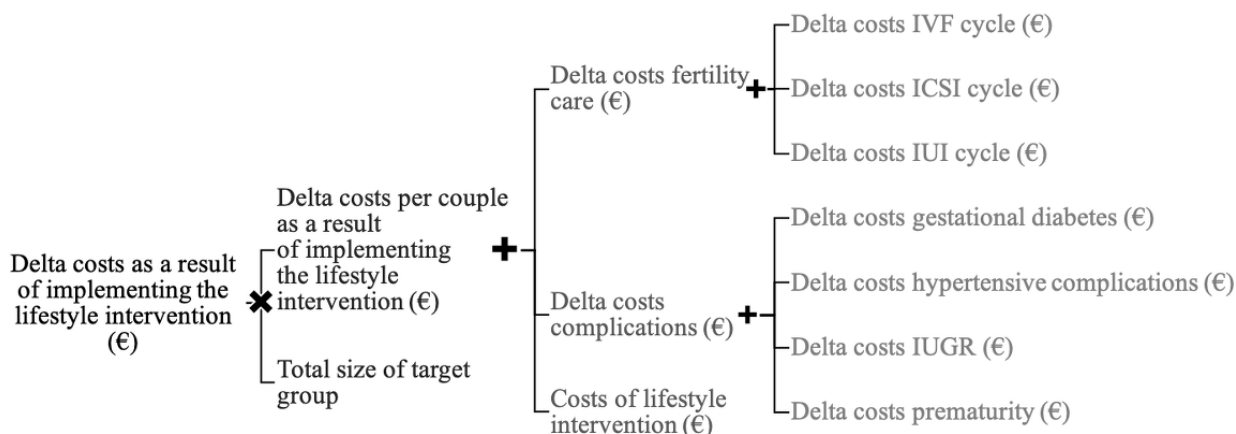 Delta costs as a result
of implementing the
lifestyle intervention
(€)
Delta costs per couple
as a result
of implementing
the lifestyle
intervention (€)
Total size of target
group
Delta costs fertility
care (€)
Delta costs
complications (€)
Costs of lifestyle
intervention (€)
Delta costs IVF cycle (€)
Delta costs ICSI cycle (€)
Delta costs IUI cycle (€)
Delta costs gestational diabetes (€)
Delta costs hypertensive complications (€)
Delta costs IUGR (€)
Delta costs prematurity (€)